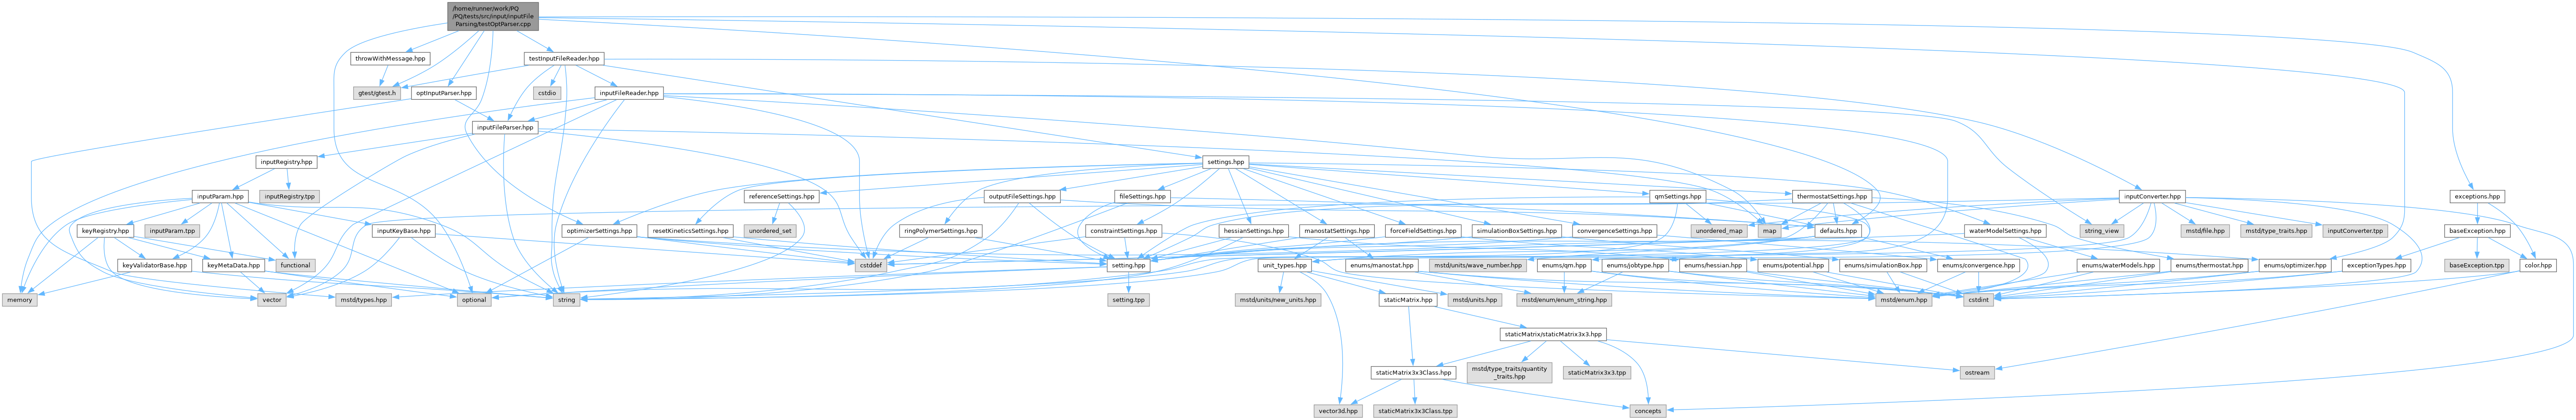 /home/runner/work/PQ
/PQ/tests/src/input/inputFile
Parsing/testOptParser.cpp
throwWithMessage.hpp
testInputFileReader.hpp
gtest/gtest.h
optInputParser.hpp
cstdio
inputFileReader.hpp
inputFileParser.hpp
inputRegistry.hpp
settings.hpp
inputParam.hpp
inputRegistry.tpp
referenceSettings.hpp
outputFileSettings.hpp
fileSettings.hpp
qmSettings.hpp
thermostatSettings.hpp
inputConverter.hpp
exceptions.hpp
keyRegistry.hpp
inputParam.tpp
inputKeyBase.hpp
optimizerSettings.hpp
resetKineticsSettings.hpp
unordered_set
ringPolymerSettings.hpp
constraintSettings.hpp
hessianSettings.hpp
manostatSettings.hpp
forceFieldSettings.hpp
simulationBoxSettings.hpp
convergenceSettings.hpp
unordered_map
map
defaults.hpp
waterModelSettings.hpp
string_view
mstd/file.hpp
mstd/type_traits.hpp
inputConverter.tpp
baseException.hpp
keyValidatorBase.hpp
keyMetaData.hpp
functional
cstddef
setting.hpp
unit_types.hpp
enums/manostat.hpp
mstd/units/wave_number.hpp
enums/qm.hpp
enums/jobtype.hpp
enums/hessian.hpp
enums/potential.hpp
enums/simulationBox.hpp
enums/convergence.hpp
enums/waterModels.hpp
enums/thermostat.hpp
enums/optimizer.hpp
exceptionTypes.hpp
baseException.tpp
color.hpp
memory
vector
mstd/types.hpp
optional
string
setting.tpp
mstd/units/new_units.hpp
staticMatrix.hpp
mstd/units.hpp
mstd/enum/enum_string.hpp
mstd/enum.hpp
cstdint
staticMatrix/staticMatrix3x3.hpp
staticMatrix3x3Class.hpp
mstd/type_traits/quantity
_traits.hpp
staticMatrix3x3.tpp
ostream
vector3d.hpp
staticMatrix3x3Class.tpp
concepts